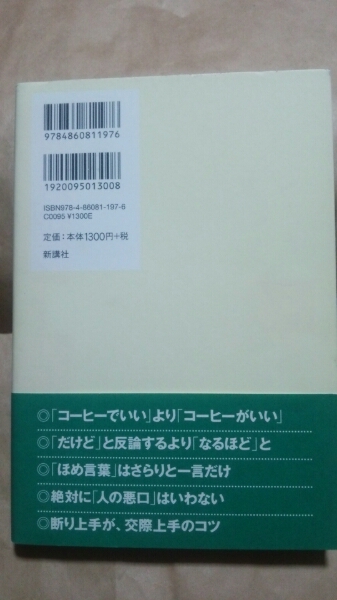 9784860811976
1920095013008
ISBN978-4-86081-197-6
C0095 ¥1300E
定価：本体1300円+税
新講社
◎「コーヒーでいい」より「コーヒーがいい」
◎「だけど」と反論するより「なるほど」と
◎「ほめ言葉」はさらりと一言だけ
◎絶対に「人の悪口」はいわない
◎断り上手が、交際上手のコツ